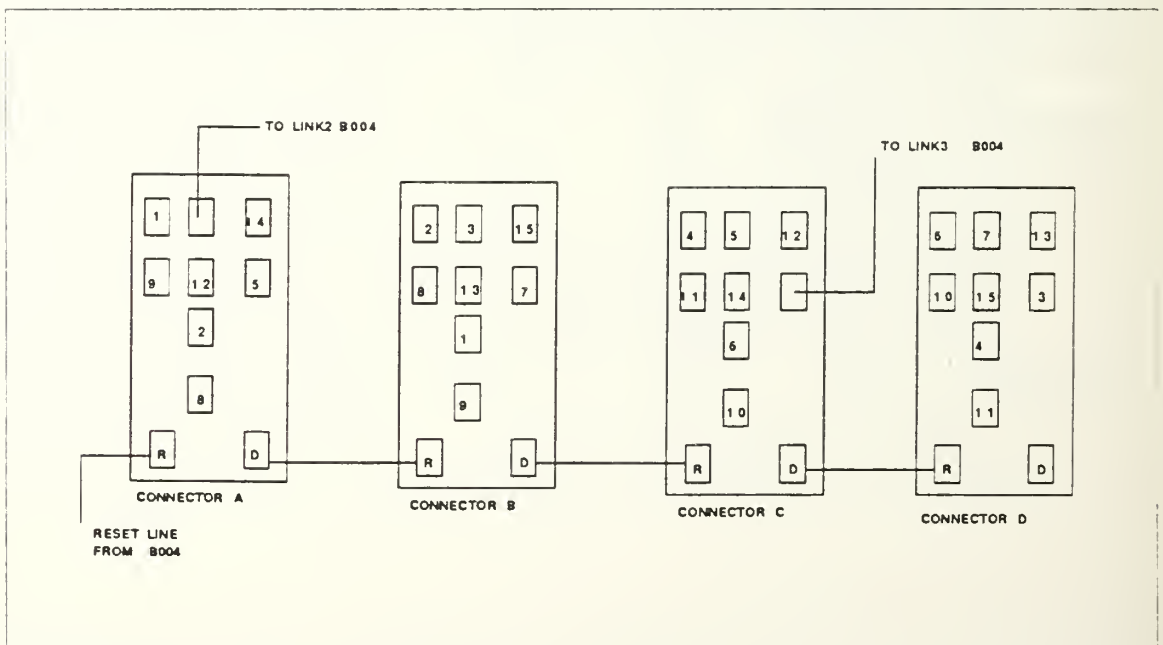 TO LINK2 B004
TO LINK3 B004
1 14
9 12 5
2
8
R D
CONNECTOR A
RESET LINE
FROM B004
2 3 15
8 13 7
1
9
R D
CONNECTOR B
4 5 12
11 14
6
10
R D
CONNECTOR C
6 7 13
10 15 3
4
11
R D
CONNECTOR D